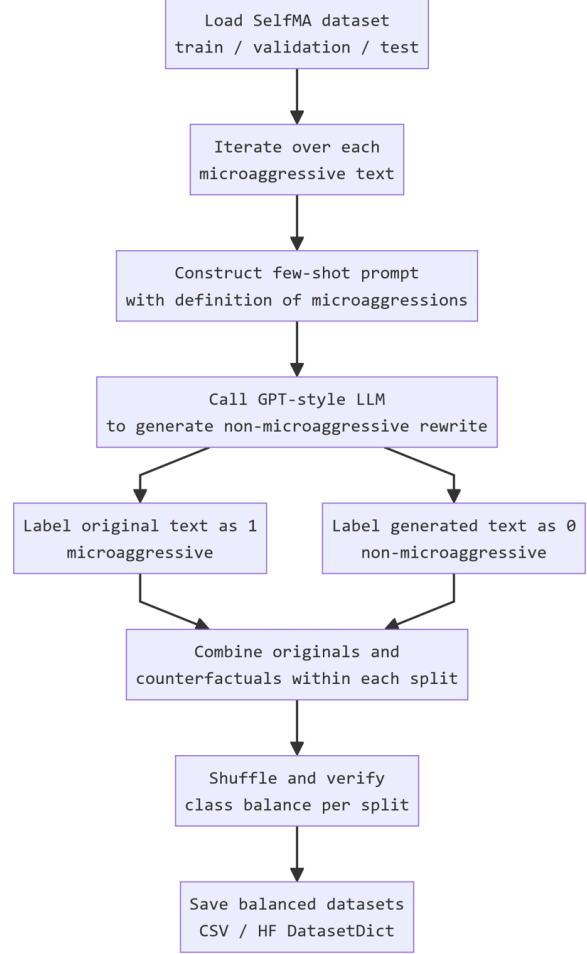 Load SelfMA dataset
train / validation / test
Iterate over each
microaggressive text
Construct few-shot prompt
with definition of microaggressions
Call GPT-style LLM
to generate non-microaggressive rewrite
Label original text as 1
microaggressive
Label generated text as 0
non-microaggressive
Combine originals and
counterfactuals within each split
Shuffle and verify
class balance per split
Save balanced datasets
CSV / HF DatasetDict